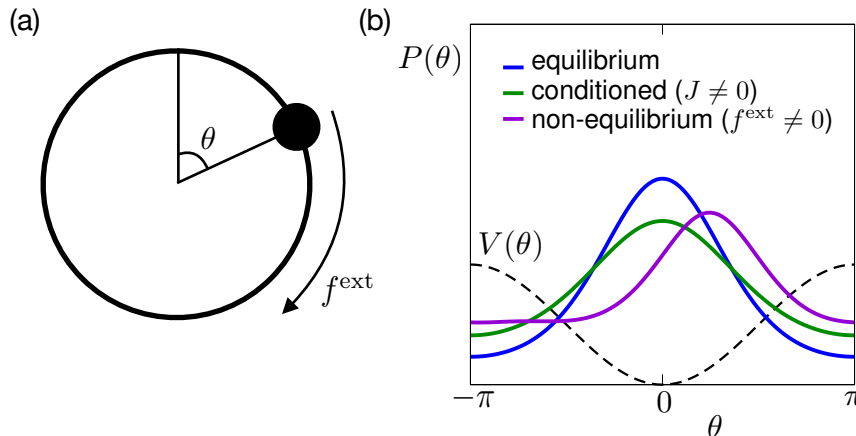 (a)
θ
f^ext
(b)
P(θ)
equilibrium
conditioned (J ≠ 0)
non-equilibrium (f^ext ≠ 0)
V(θ)
−π 0 π
θ